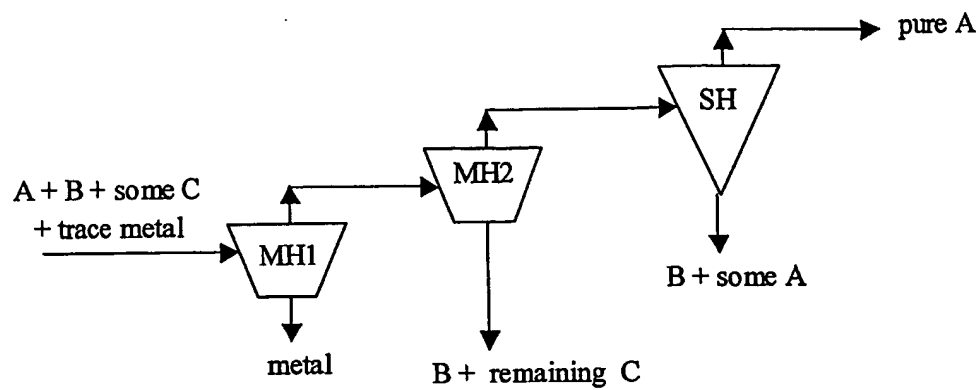 pure A
SH
MH2
A + B + some C
+ trace metal
MH1
B + some A
metal
B + remaining C